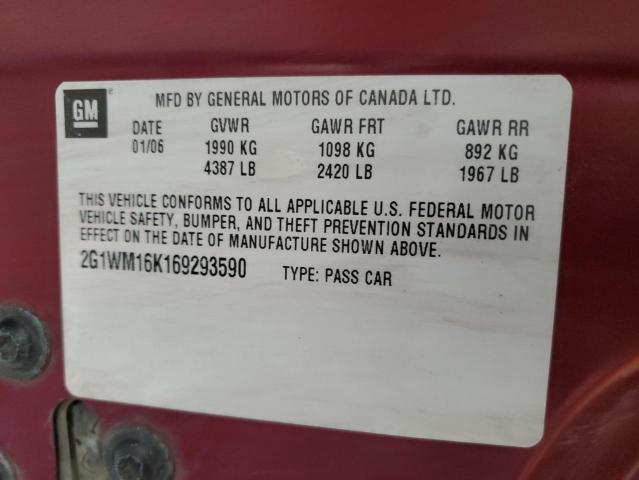 GM MFD BY GENERAL MOTORS OF CANADA LTD.
DATE GVWR GAWR FRT GAWR RR
01/06 1990 KG 1098 KG 892 KG
4387 LB 2420 LB 1967 LB
THIS VEHICLE CONFORMS TO ALL APPLICABLE U.S. FEDERAL MOTOR
VEHICLE SAFETY, BUMPER, AND THEFT PREVENTION STANDARDS IN
EFFECT ON THE DATE OF MANUFACTURE SHOWN ABOVE.
2G1WM16K169293590 TYPE: PASS CAR